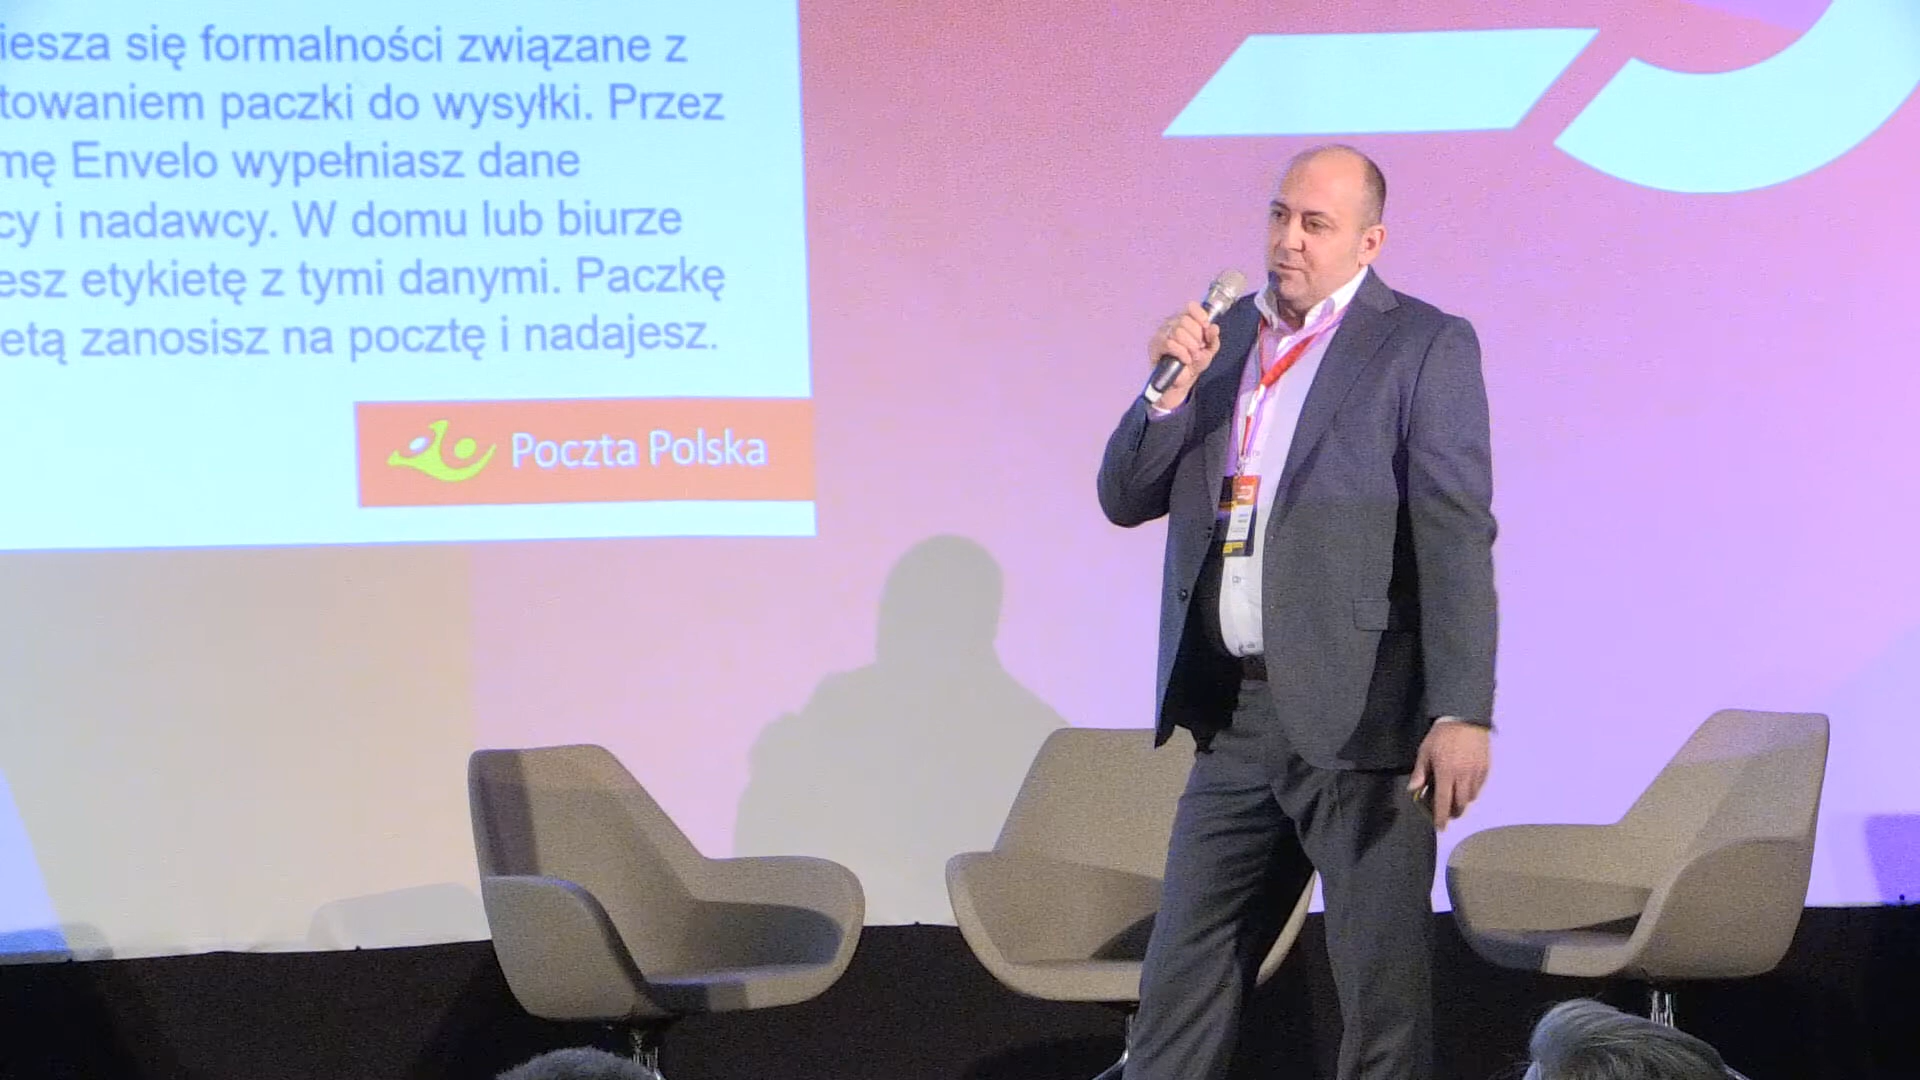 iesza się formalności związane z
towaniem paczki do wysyłki. Przez
mę Envelo wypełniasz dane
cy i nadawcy. W domu lub biurze
esz etykietę z tymi danymi. Paczkę
etą zanosisz na pocztę i nadajesz.
Poczta Polska